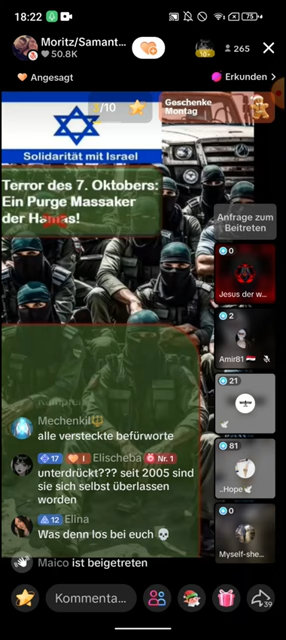 18:22
75
Moritz/Samant...
50.8K
265
Angesagt
Erkunden
/10
Geschenke
Montag
Solidarität mit Israel
Terror des 7. Oktobers:
Ein Purge Massaker
der Hamas!
Anfrage zum
Beitreten
0
Jesus der w...
2
Amir81
21
81
..Hope
0
Myself-she...
Mechenkil
alle versteckte befürworte
17 I Elischeba Nr. 1
unterdrückt??? seit 2005 sind
sie sich selbst überlassen
worden
12 Elina
Was denn los bei euch
Maico ist beigetreten
Kommenta...
39